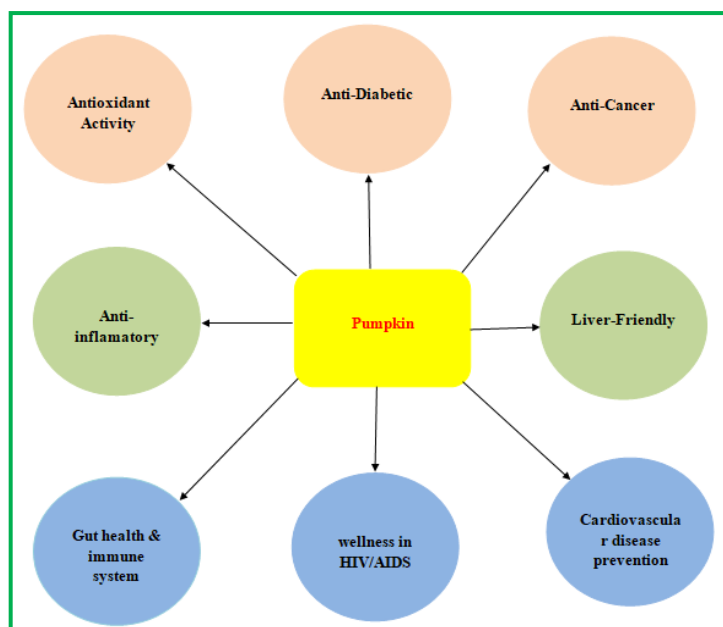 Antioxidant
Activity
Anti-Diabetic
Anti-Cancer
Anti-
inflamatory
Pumpkin
Liver-Friendly
Gut health &
immune
system
wellness in
HIV/AIDS
Cardiovascula
r disease
prevention